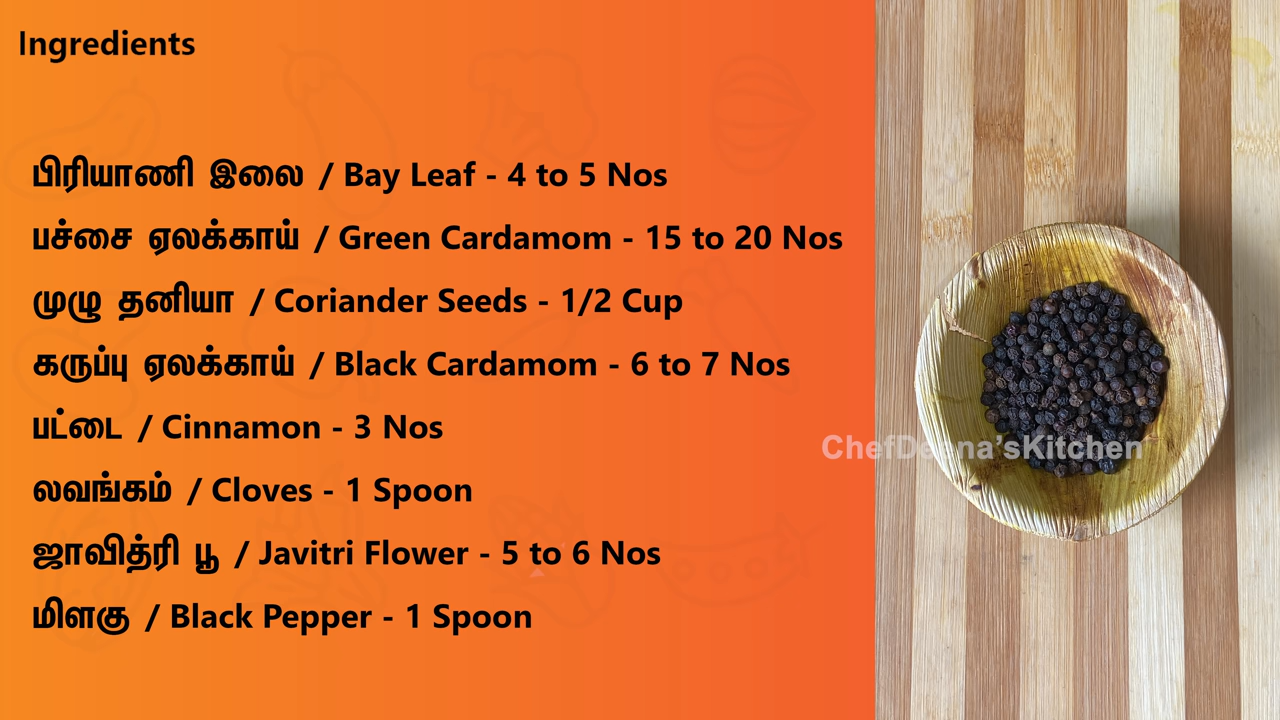 Ingredients
பிரியாணி இலை / Bay Leaf - 4 to 5 Nos
பச்சை ஏலக்காய் / Green Cardamom - 15 to 20 Nos
முழு தனியா / Coriander Seeds - 1/2 Cup
கருப்பு ஏலக்காய் / Black Cardamom - 6 to 7 Nos
பட்டை / Cinnamon - 3 Nos
லவங்கம் / Cloves - 1 Spoon
ஜாவித்ரி பூ / Javitri Flower - 5 to 6 Nos
மிளகு / Black Pepper - 1 Spoon
ChefDeena'sKitchen